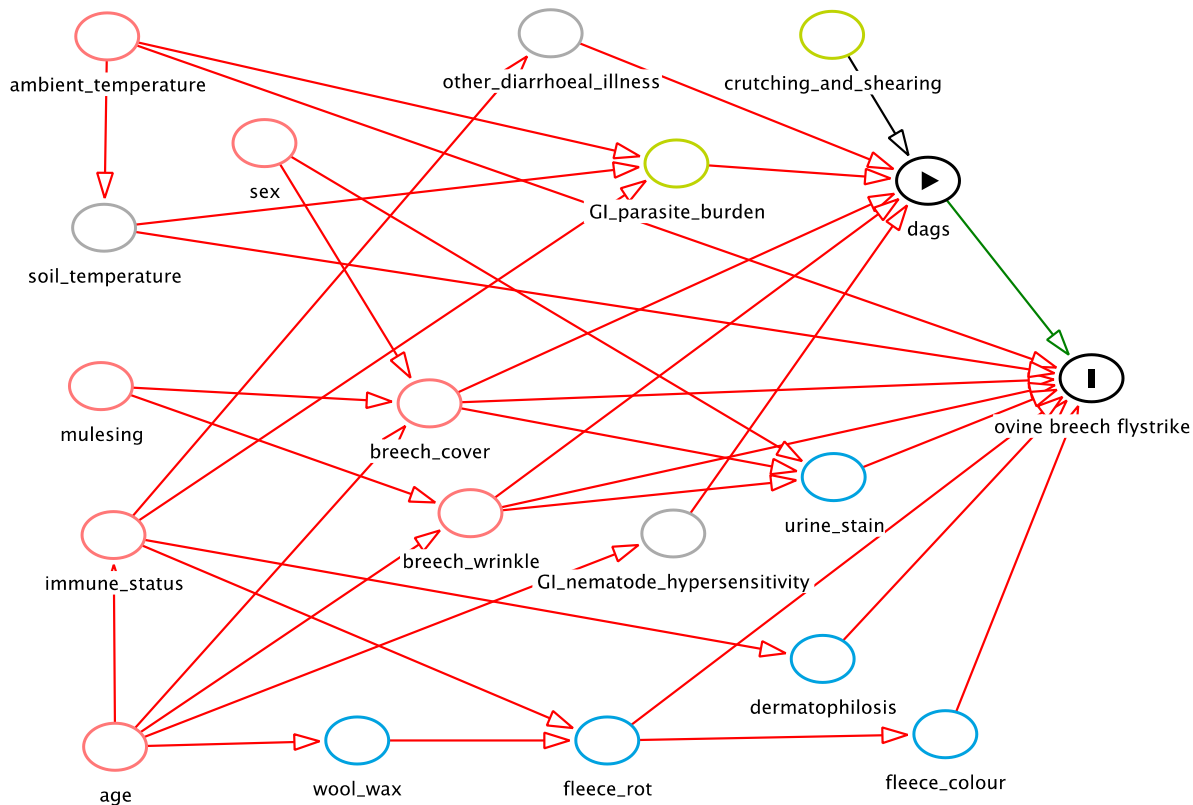 ambient_temperature
other_diarrhoeal_illness
crutching_and_shearing
sex
GI_parasite_burden
dags
soil_temperature
mulesing
breech_cover
ovine breech flystrike
urine_stain
breech_wrinkle
immune_status
GI_nematode_hypersensitivity
dermatophilosis
age
wool_wax
fleece_rot
fleece_colour